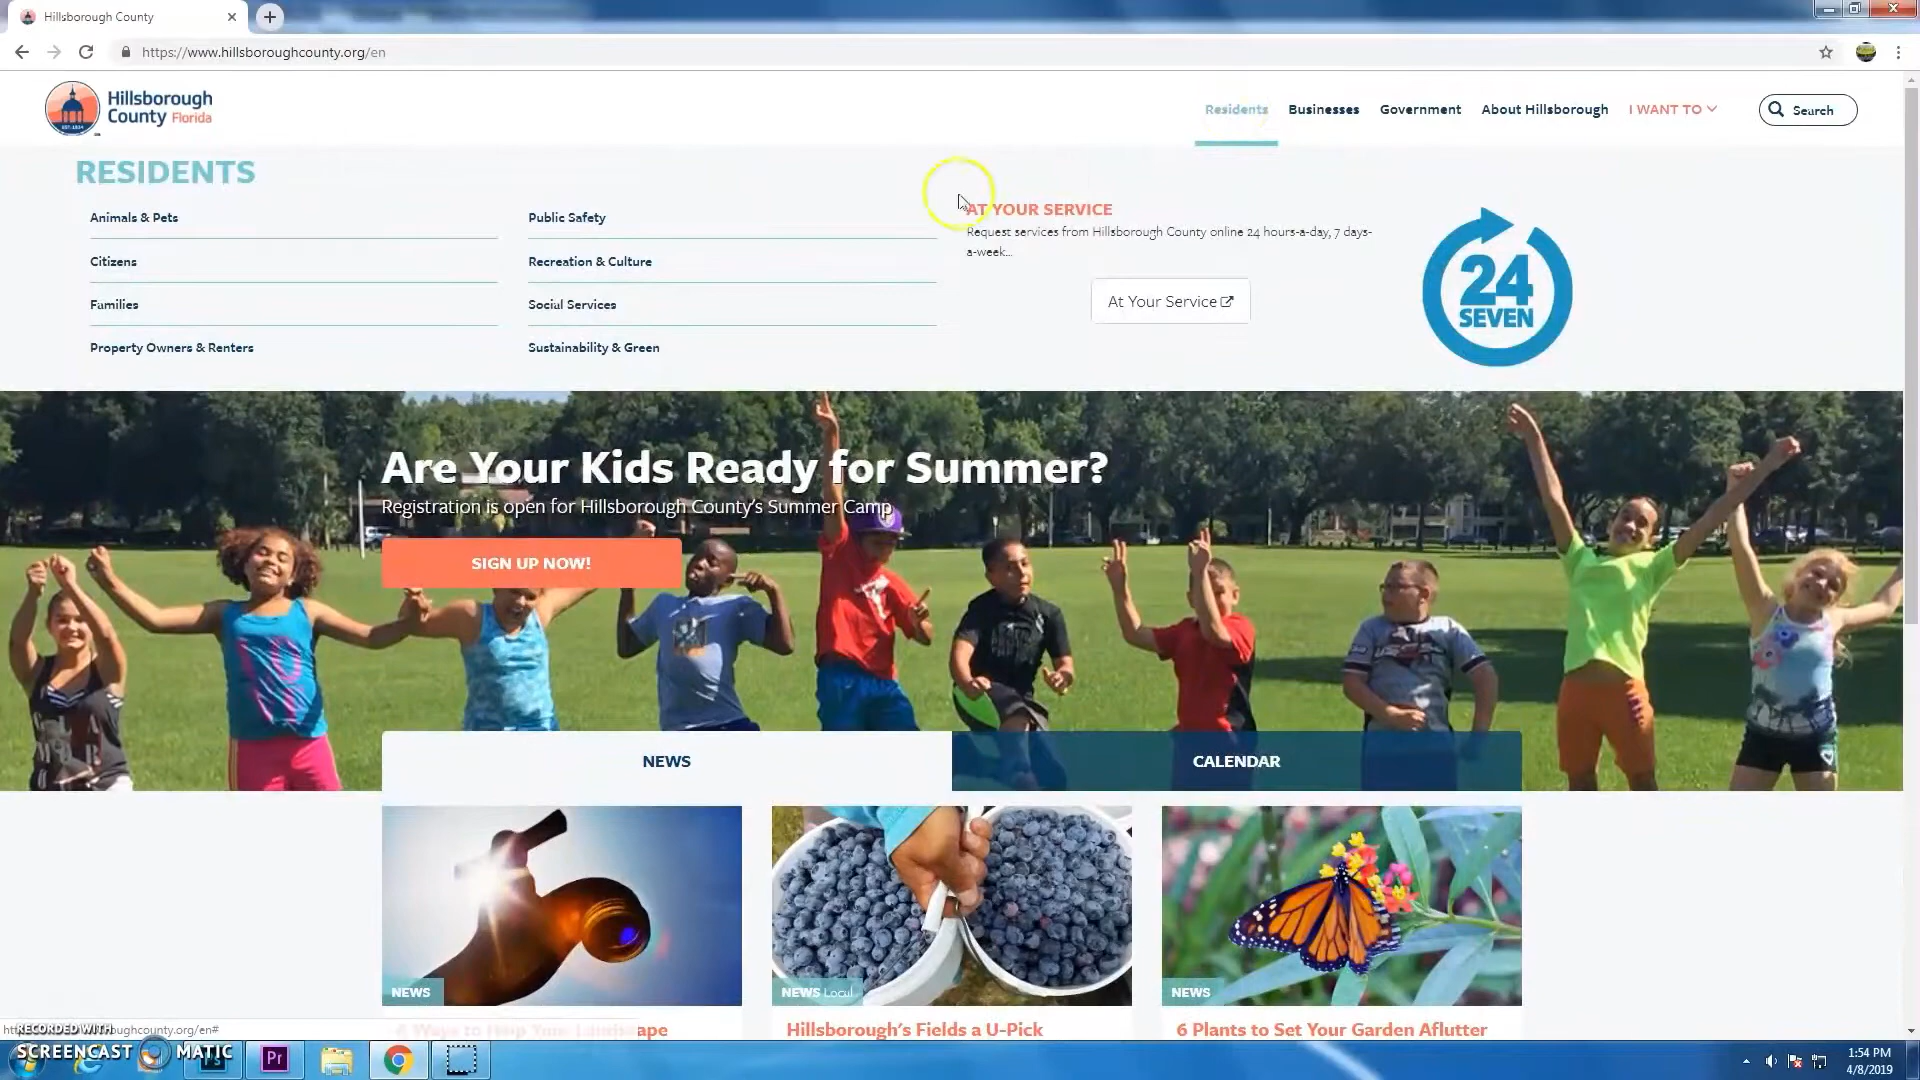 Hillsborough County
https://www.hillsboroughcounty.org/en
Hillsborough
County Florida
EST. 1834
Residents Businesses Government About Hillsborough I WANT TO Search
RESIDENTS
Animals & Pets
Citizens
Families
Property Owners & Renters
Public Safety
Recreation & Culture
Social Services
Sustainability & Green
AT YOUR SERVICE
Request services from Hillsborough County online 24 hours-a-day, 7 days-
a-week...
At Your Service
24
SEVEN
Are Your Kids Ready for Summer?
Registration is open for Hillsborough County's Summer Camp
SIGN UP NOW!
NEWS CALENDAR
NEWS
NEWS Local
NEWS
Hillsborough's Fields a U-Pick
6 Plants to Set Your Garden Aflutter
RECORDED WITH
SCREENCAST MATIC
Ps
Pr
1:54 PM
4/8/2019